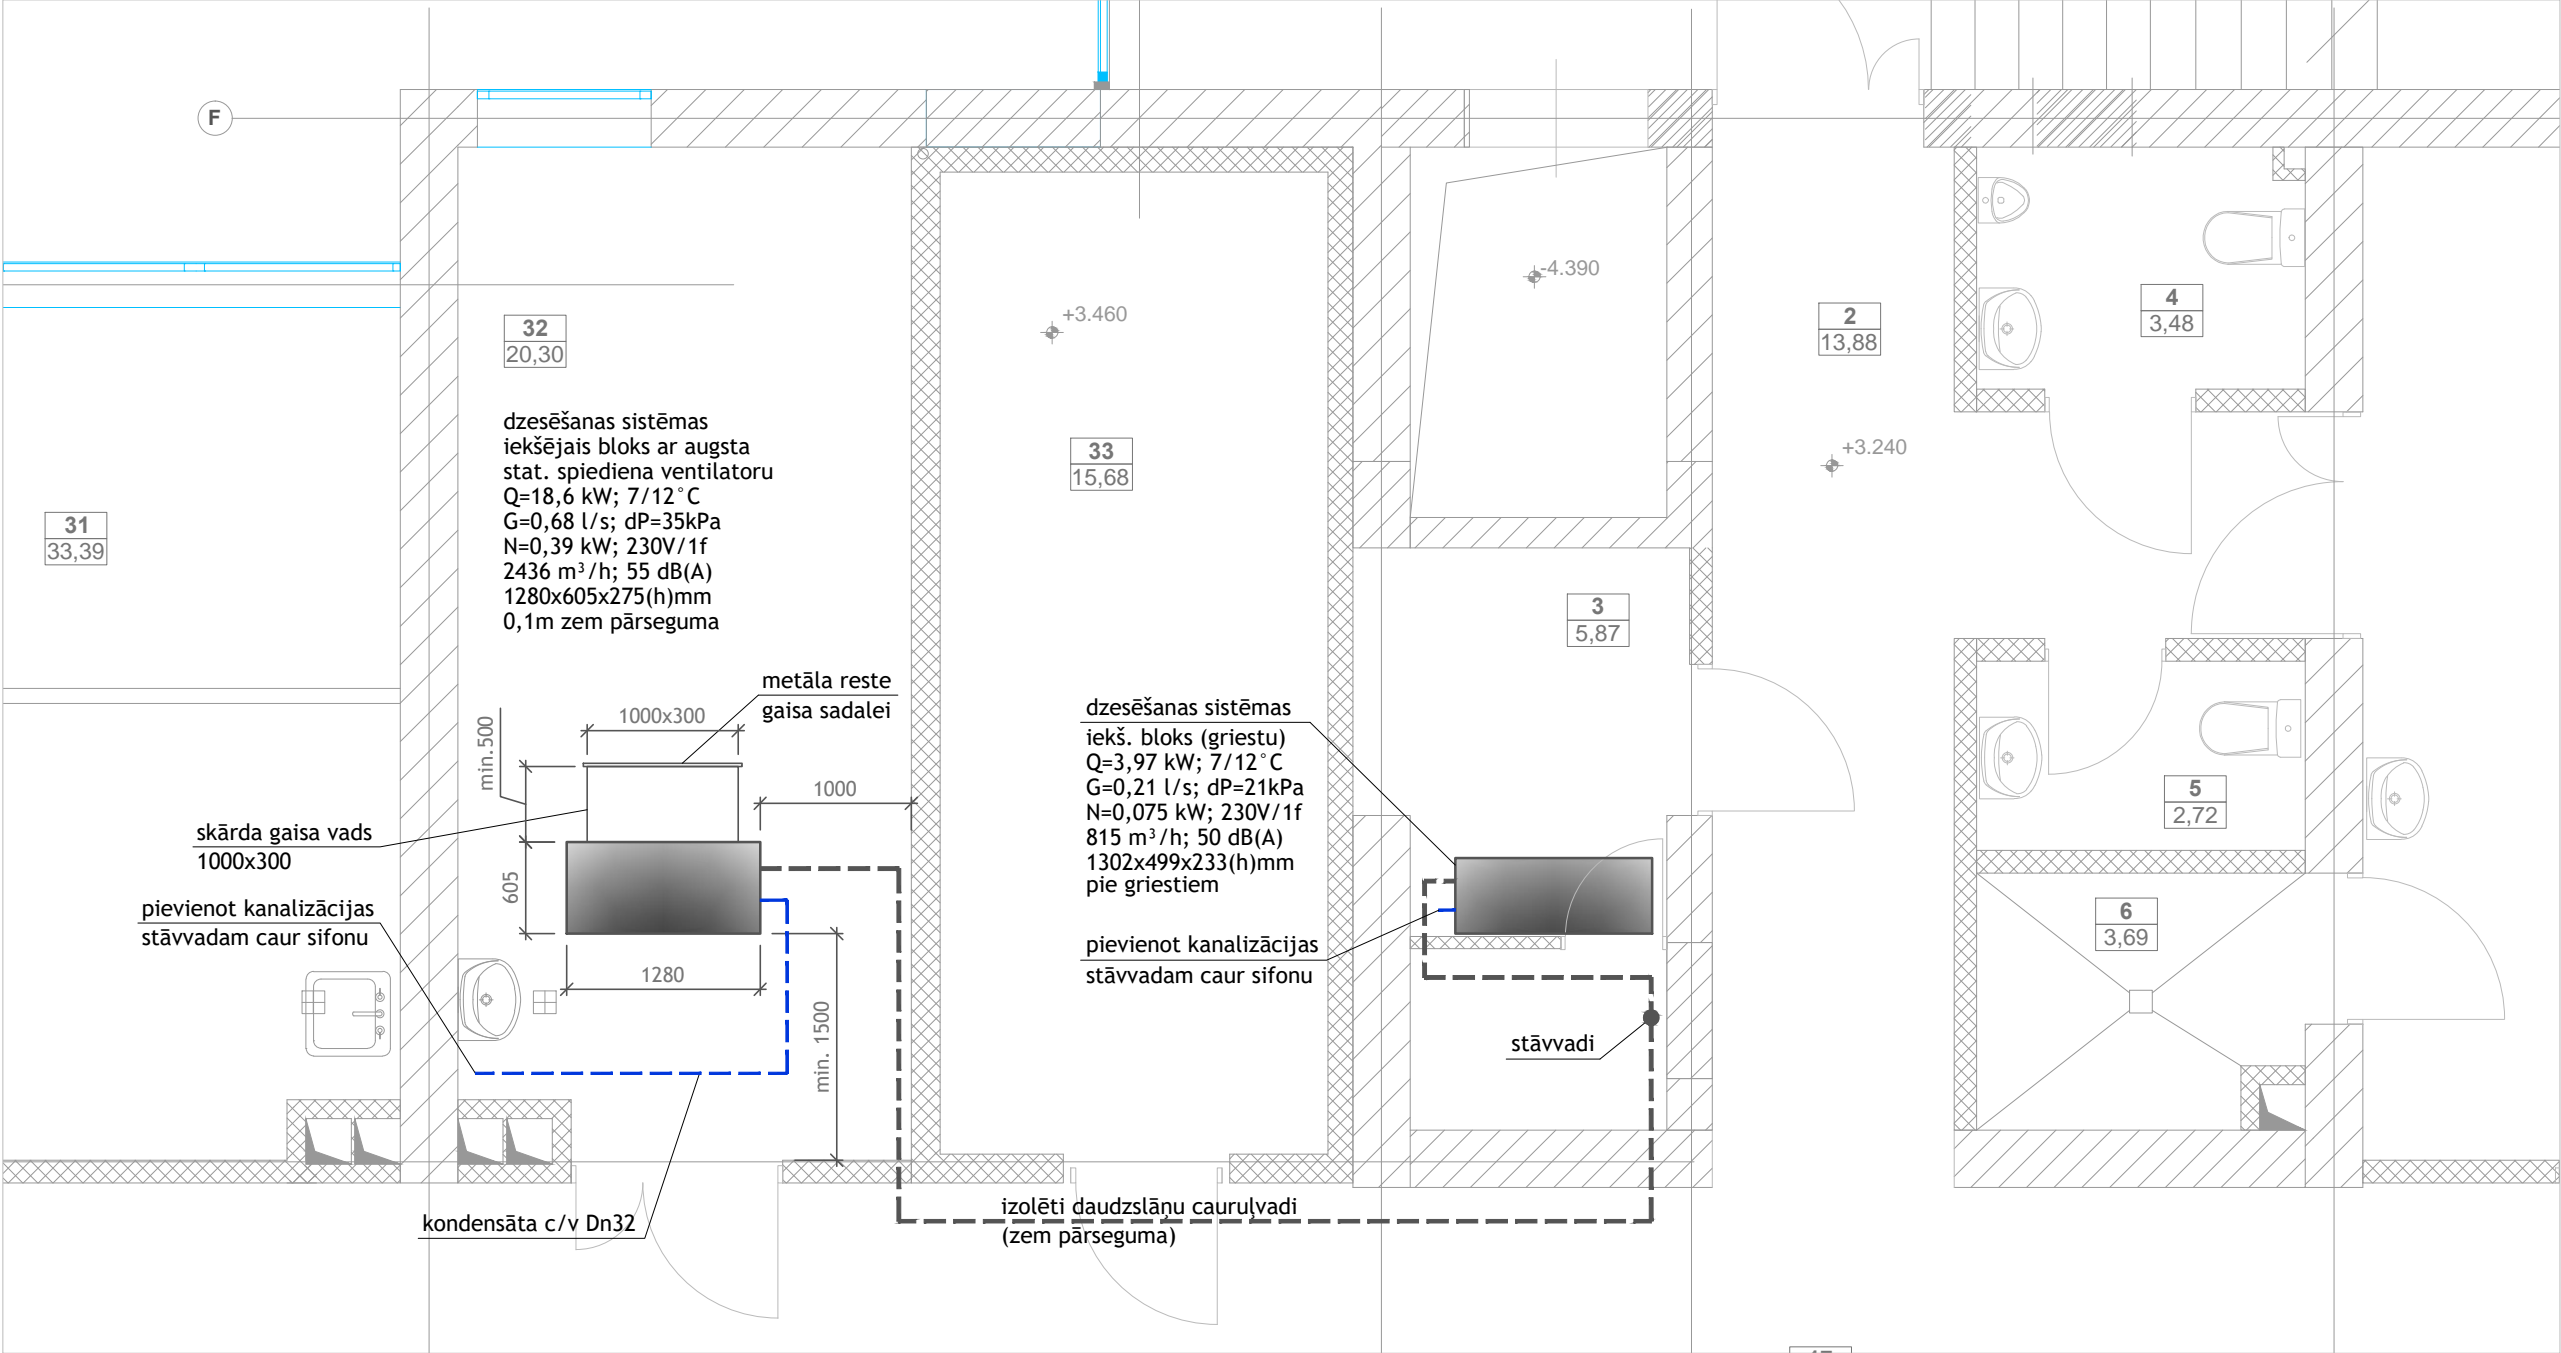 F
-4.390
+3.460
32
20,30
2
13,88
4
3,48
+3.240
33
15,68
31
33,39
3
5,87
dzesēšanas sistēmas
iekšējais bloks ar augsta
stat. spiediena ventilatoru
Q=18,6 kW; 7/12°C
G=0,68 l/s; dP=35kPa
N=0,39 kW; 230V/1f
2436 m³/h; 55 dB(A)
1280x605x275(h)mm
0,1m zem pārseguma
metāla reste
gaisa sadalei
1000x300
min.500
1000
skārda gaisa vads
1000x300
605
pievienot kanalizācijas
stāvvadam caur sifonu
1280
min. 1500
kondensāta c/v Dn32
dzesēšanas sistēmas
iekš. bloks (griestu)
Q=3,97 kW; 7/12°C
G=0,21 l/s; dP=21kPa
N=0,075 kW; 230V/1f
815 m³/h; 50 dB(A)
1302x499x233(h)mm
pie griestiem
pievienot kanalizācijas
stāvvadam caur sifonu
stāvvadi
izolēti daudzslāņu cauruļvadi
(zem pārseguma)
5
2,72
6
3,69